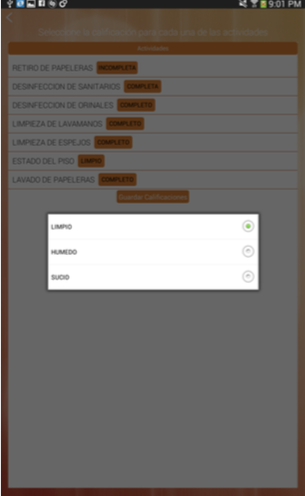 9:01 PM
Seleccione la calificación para cada una de las actividades
Actividades
RETIRO DE PAPELERAS INCOMPLETA
DESINFECCION DE SANITARIOS COMPLETA
DESINFECCION DE ORINALES COMPLETO
LIMPIEZA DE LAVAMANOS COMPLETO
LIMPIEZA DE ESPEJOS COMPLETO
ESTADO DEL PISO LIMPIO
LAVADO DE PAPELERAS COMPLETO
Guardar Calificaciones
LIMPIO
HUMEDO
SUCIO